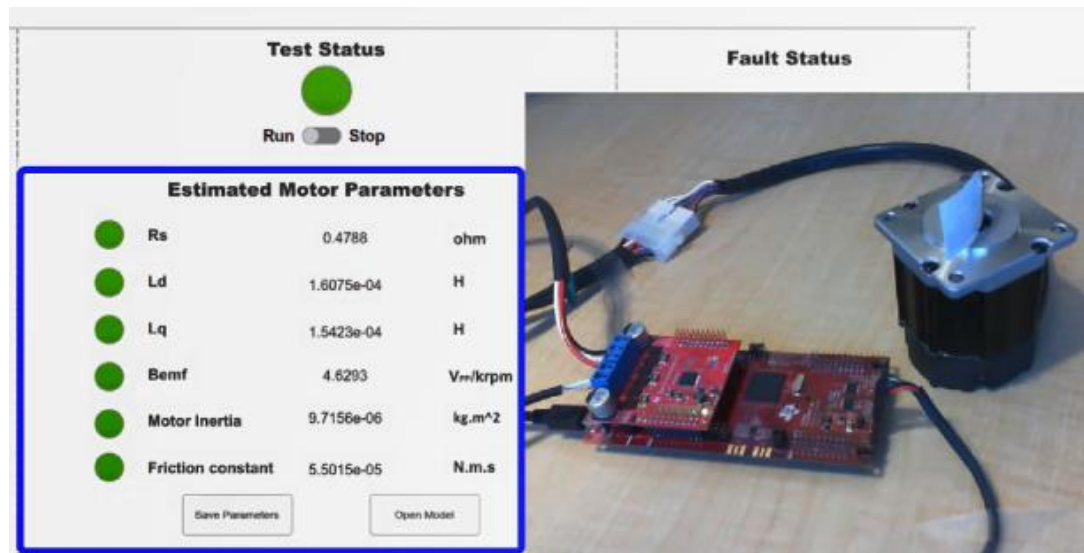 Test Status
Fault Status
Run Stop
Estimated Motor Parameters
Rs 0.4788 ohm
Ld 1.6075e-04 H
Lq 1.5423e-04 H
Bemf 4.6293 Vpp/krpm
Motor Inertia 9.7156e-06 kg.m^2
Friction constant 5.5015e-05 N.m.s
Save Parameters Open Model